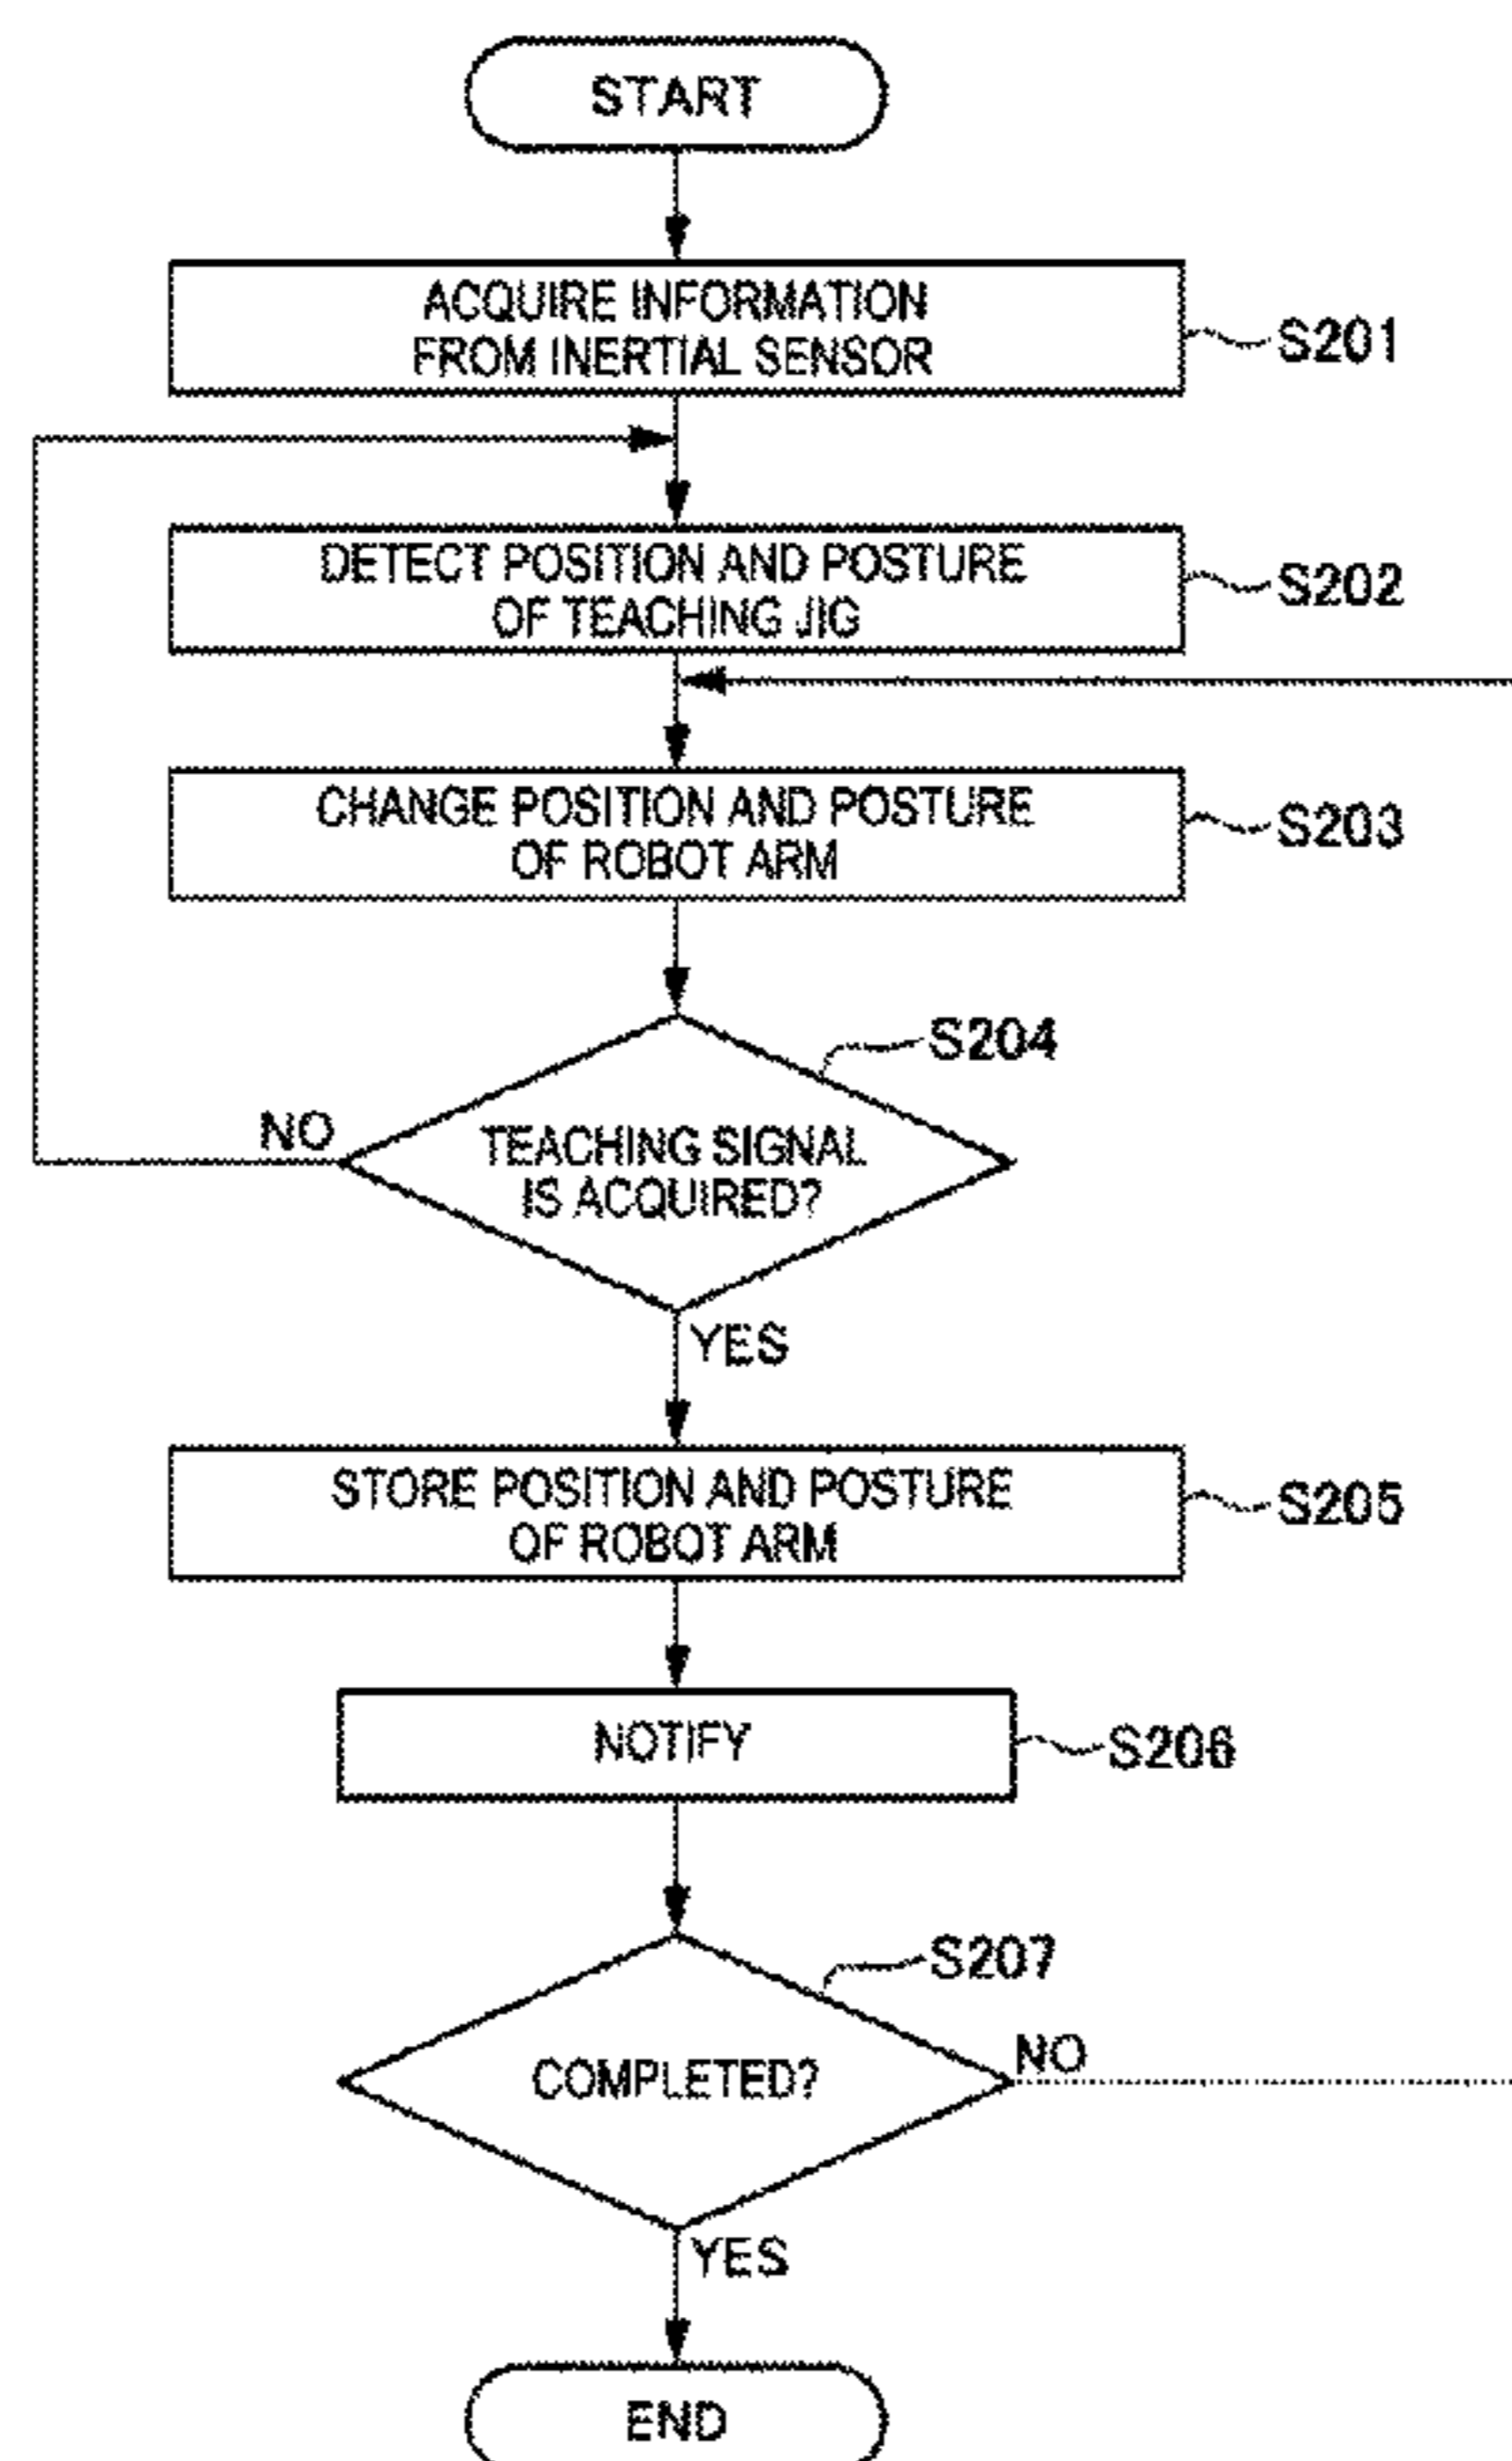 START
ACQUIRE INFORMATION
FROM INERTIAL SENSOR
S201
DETECT POSITION AND POSTURE
OF TEACHING JIG
S202
CHANGE POSITION AND POSTURE
OF ROBOT ARM
S203
S204
NO
TEACHING SIGNAL
IS ACQUIRED?
YES
STORE POSITION AND POSTURE
OF ROBOT ARM
S205
NOTIFY
S206
S207
NO
COMPLETED?
YES
END